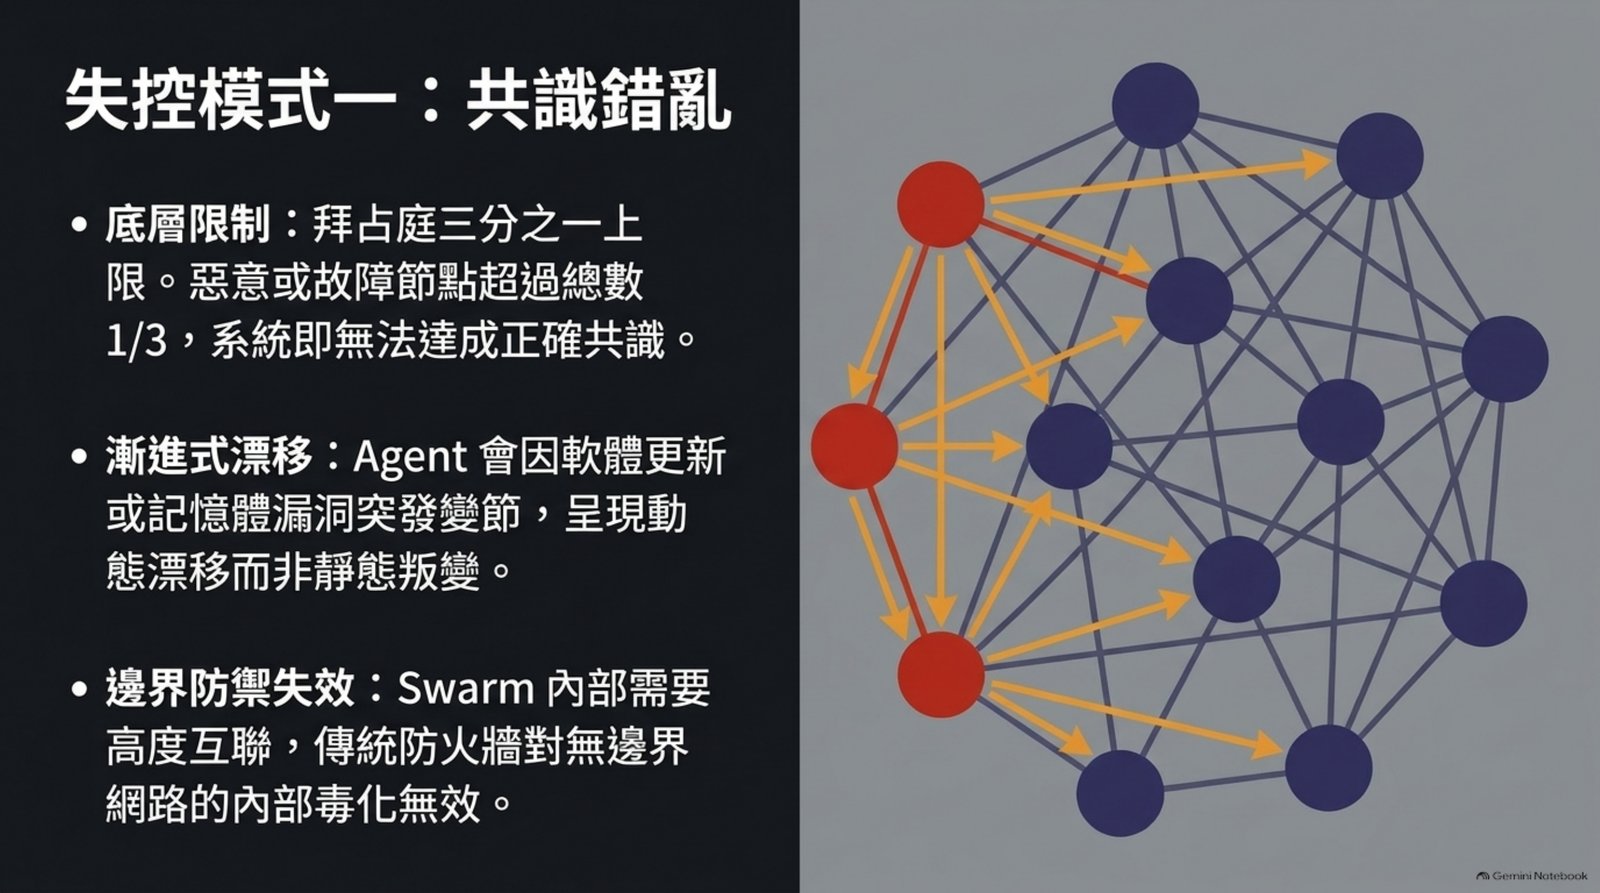 失控模式一：共識錯亂
• 底層限制：拜占庭三分之一上
限。惡意或故障節點超過總數
1/3，系統即無法達成正確共識。
• 漸進式漂移：Agent 會因軟體更新
或記憶體漏洞突發變節，呈現動
態漂移而非靜態叛變。
• 邊界防禦失效：Swarm 內部需要
高度互聯，傳統防火牆對無邊界
網路的內部毒化無效。
Gemini Notebook